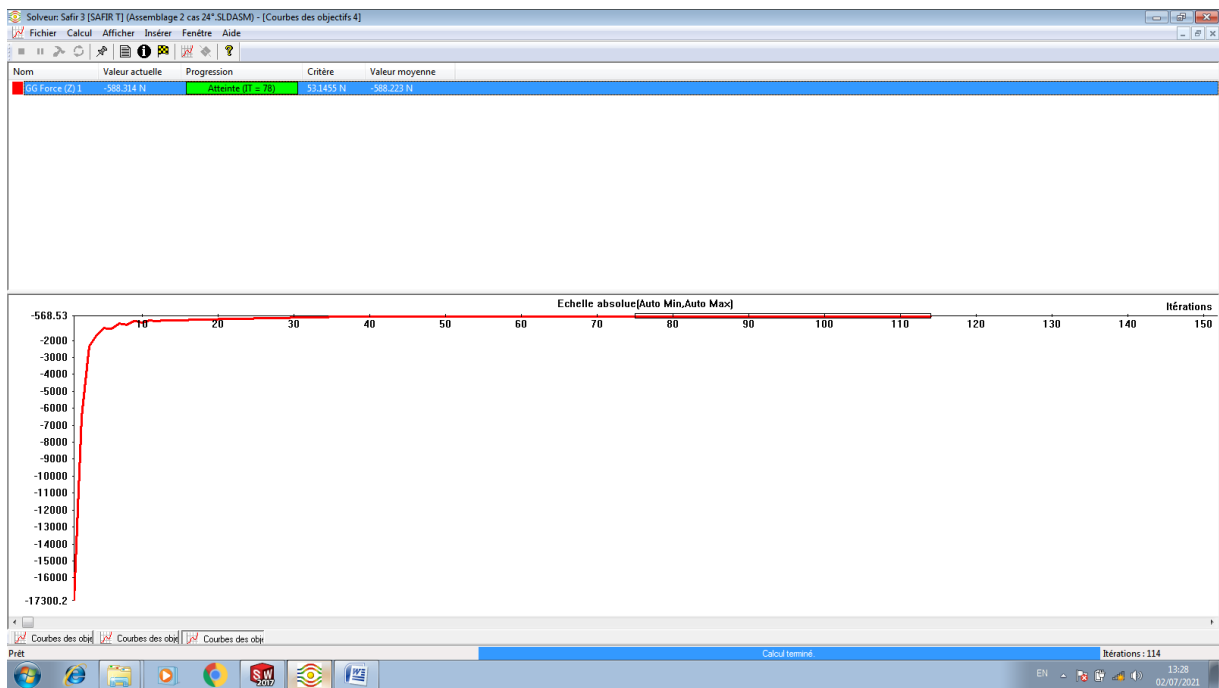 Solveur: Safir 3 [SAFIR T] (Assemblage 2 cas 24°.SLDASM) - [Courbes des objectifs 4]
Fichier Calcul Afficher Insérer Fenêtre Aide
Nom Valeur actuelle Progression Critère Valeur moyenne
GG Force (Z) 1 -588.314 N Atteinte (IT = 78) 53.1455 N -588.223 N
Echelle absolue(Auto Min,Auto Max)
Itérations
-568.53
10 20 30 40 50 60 70 80 90 100 110 120 130 140 150
-2000
-3000
-4000
-5000
-6000
-7000
-8000
-9000
-10000
-11000
-12000
-13000
-14000
-15000
-16000
-17300.2
Courbes des obje Courbes des obje Courbes des obje
Prêt Calcul terminé. Itérations : 114
SW 2017
EN 13:28
02/07/2021